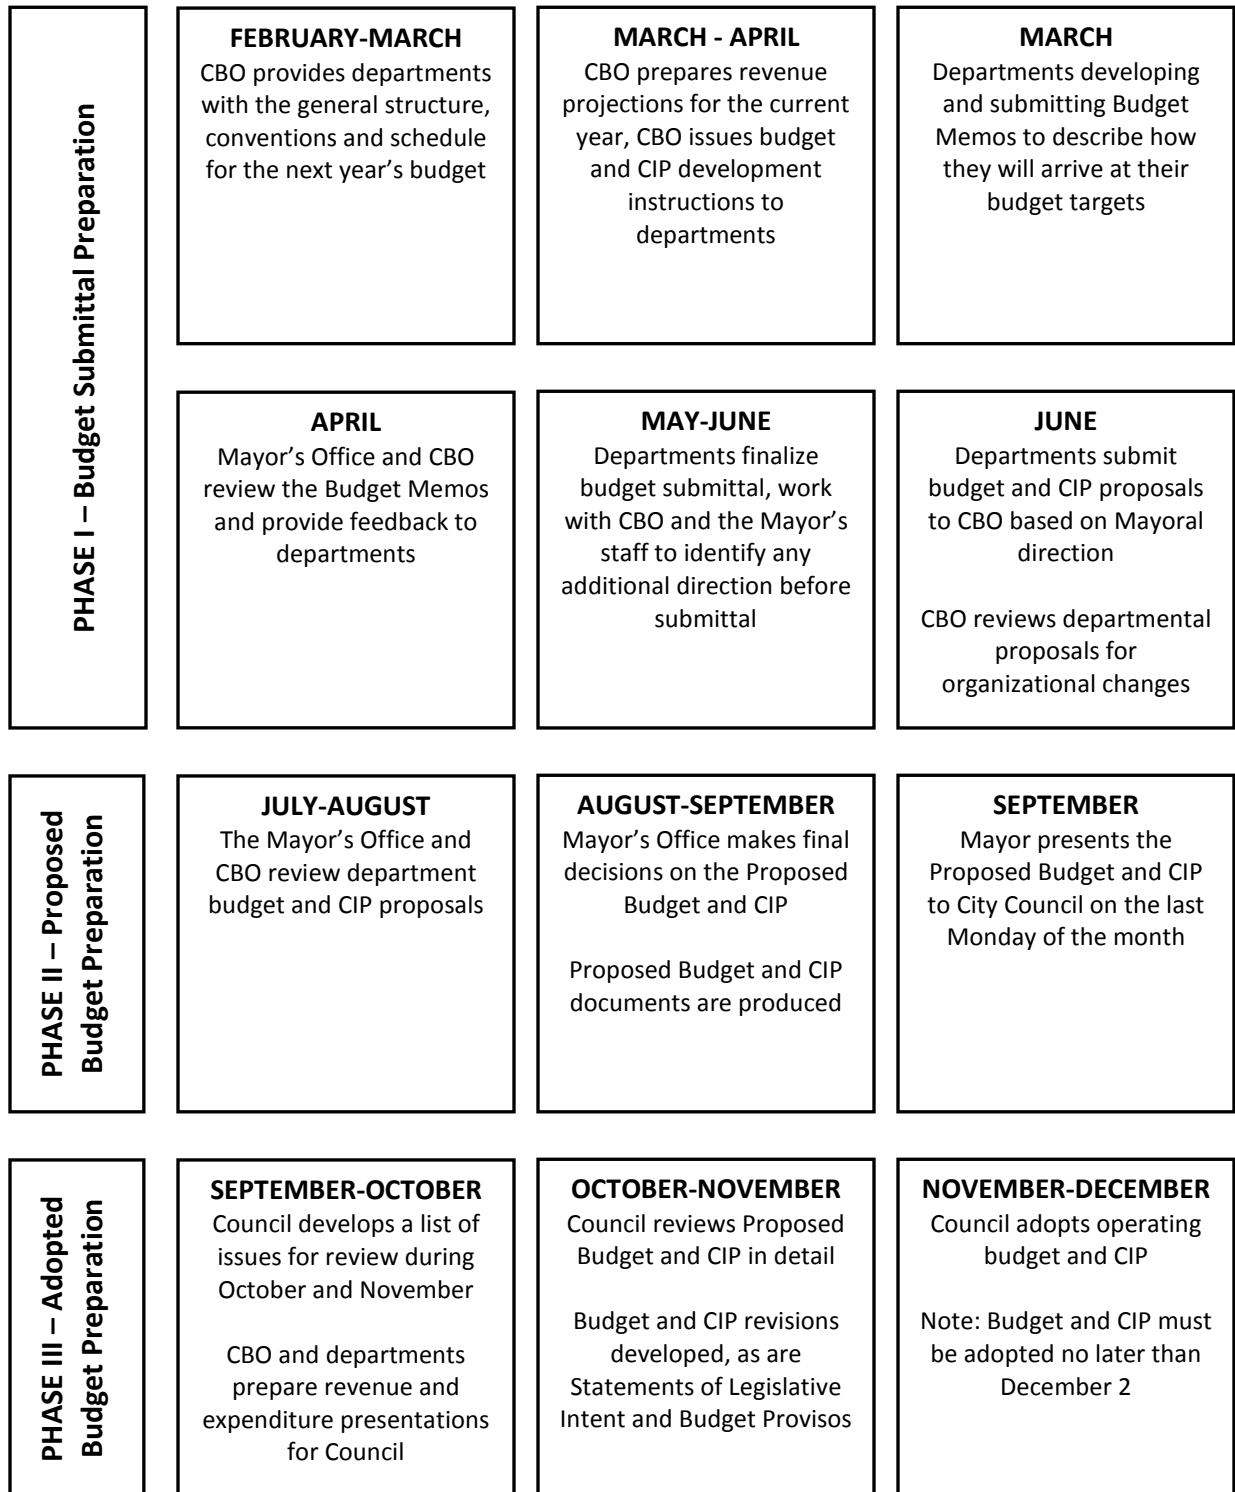 PHASE I – Budget Submittal Preparation
FEBRUARY-MARCH
CBO provides departments
with the general structure,
conventions and schedule
for the next year’s budget
MARCH - APRIL
CBO prepares revenue
projections for the current
year, CBO issues budget
and CIP development
instructions to
departments
MARCH
Departments developing
and submitting Budget
Memos to describe how
they will arrive at their
budget targets
APRIL
Mayor’s Office and CBO
review the Budget Memos
and provide feedback to
departments
MAY-JUNE
Departments finalize
budget submittal, work
with CBO and the Mayor’s
staff to identify any
additional direction before
submittal
JUNE
Departments submit
budget and CIP proposals
to CBO based on Mayoral
direction
CBO reviews departmental
proposals for
organizational changes
PHASE II – Proposed
Budget Preparation
JULY-AUGUST
The Mayor’s Office and
CBO review department
budget and CIP proposals
AUGUST-SEPTEMBER
Mayor’s Office makes final
decisions on the Proposed
Budget and CIP
Proposed Budget and CIP
documents are produced
SEPTEMBER
Mayor presents the
Proposed Budget and CIP
to City Council on the last
Monday of the month
PHASE III – Adopted
Budget Preparation
SEPTEMBER-OCTOBER
Council develops a list of
issues for review during
October and November
CBO and departments
prepare revenue and
expenditure presentations
for Council
OCTOBER-NOVEMBER
Council reviews Proposed
Budget and CIP in detail
Budget and CIP revisions
developed, as are
Statements of Legislative
Intent and Budget Provisos
NOVEMBER-DECEMBER
Council adopts operating
budget and CIP
Note: Budget and CIP must
be adopted no later than
December 2